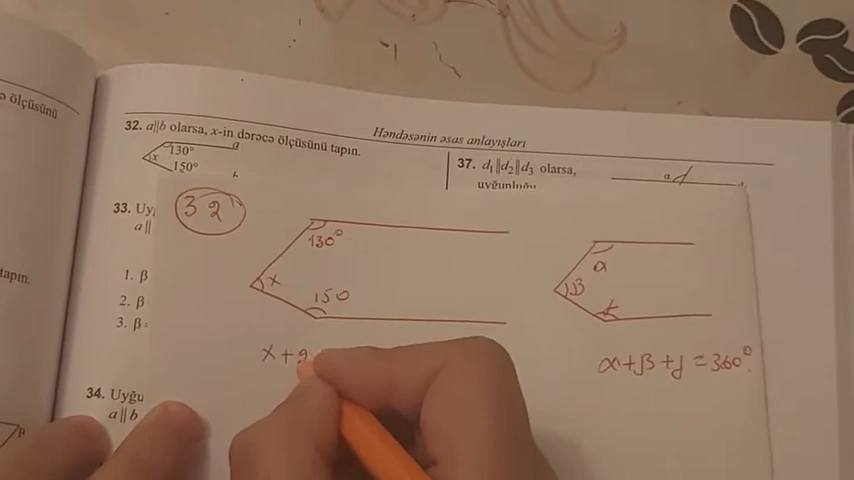 ə ölçüsünü
tapın.
Həndəsənin əsas anlayışları
32. a∥b olarsa, x-in dərəcə ölçüsünü tapın.
130°
a
x
150°
b
33. Uy
a∥
1. β
2. β
3. β
34. Uyğu
a∥b
37. d₁∥d₂∥d₃ olarsa,
uyğunluğu
a
32
130°
x
150
x+
α
β
α+β+γ=360°.